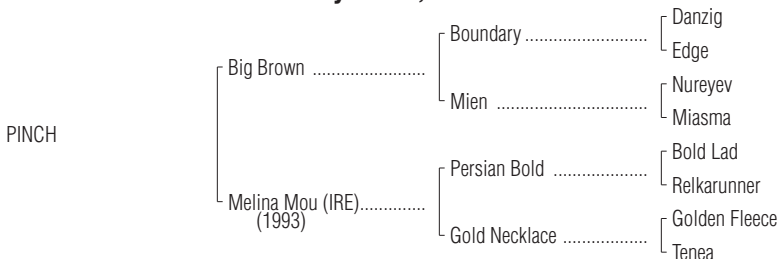 Danzig
Boundary ..........................
Edge
Big Brown ........................
Nureyev
Mien ................................
Miasma
PINCH
Bold Lad
Persian Bold ....................
Relkarunner
Melina Mou (IRE)..............
(1993)
Golden Fleece
Gold Necklace ..................
Tenea